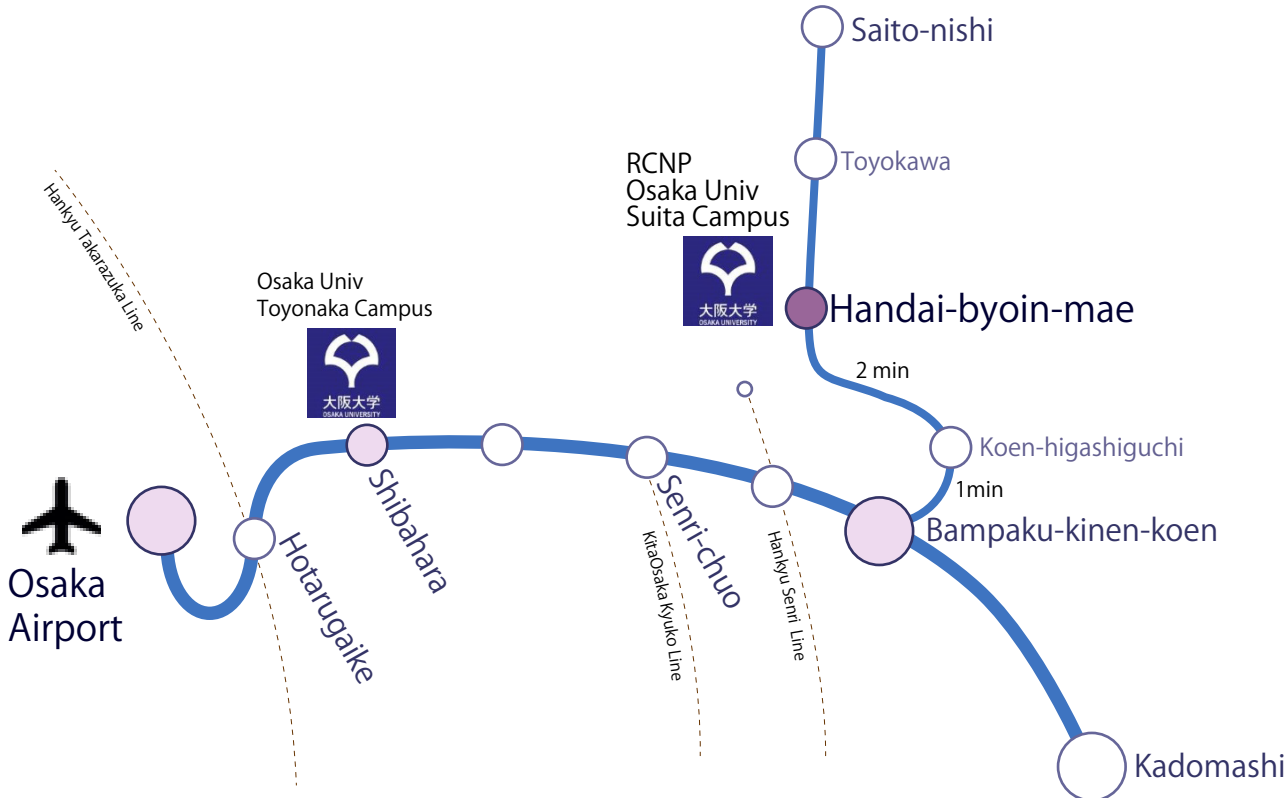 Saito-nishi
Toyokawa
RCNP
Osaka Univ
Suita Campus
大阪大学
OSAKA UNIVERSITY
Handai-byoin-mae
Hankyu Takarazuka Line
Osaka Univ
Toyonaka Campus
大阪大学
OSAKA UNIVERSITY
2 min
Koen-higashiguchi
1min
Shibahara
Senri-chuo
Bampaku-kinen-koen
Hotarugaike
KitaOsaka Kyuko Line
Hankyu Senri Line
Osaka
Airport
Kadomashi